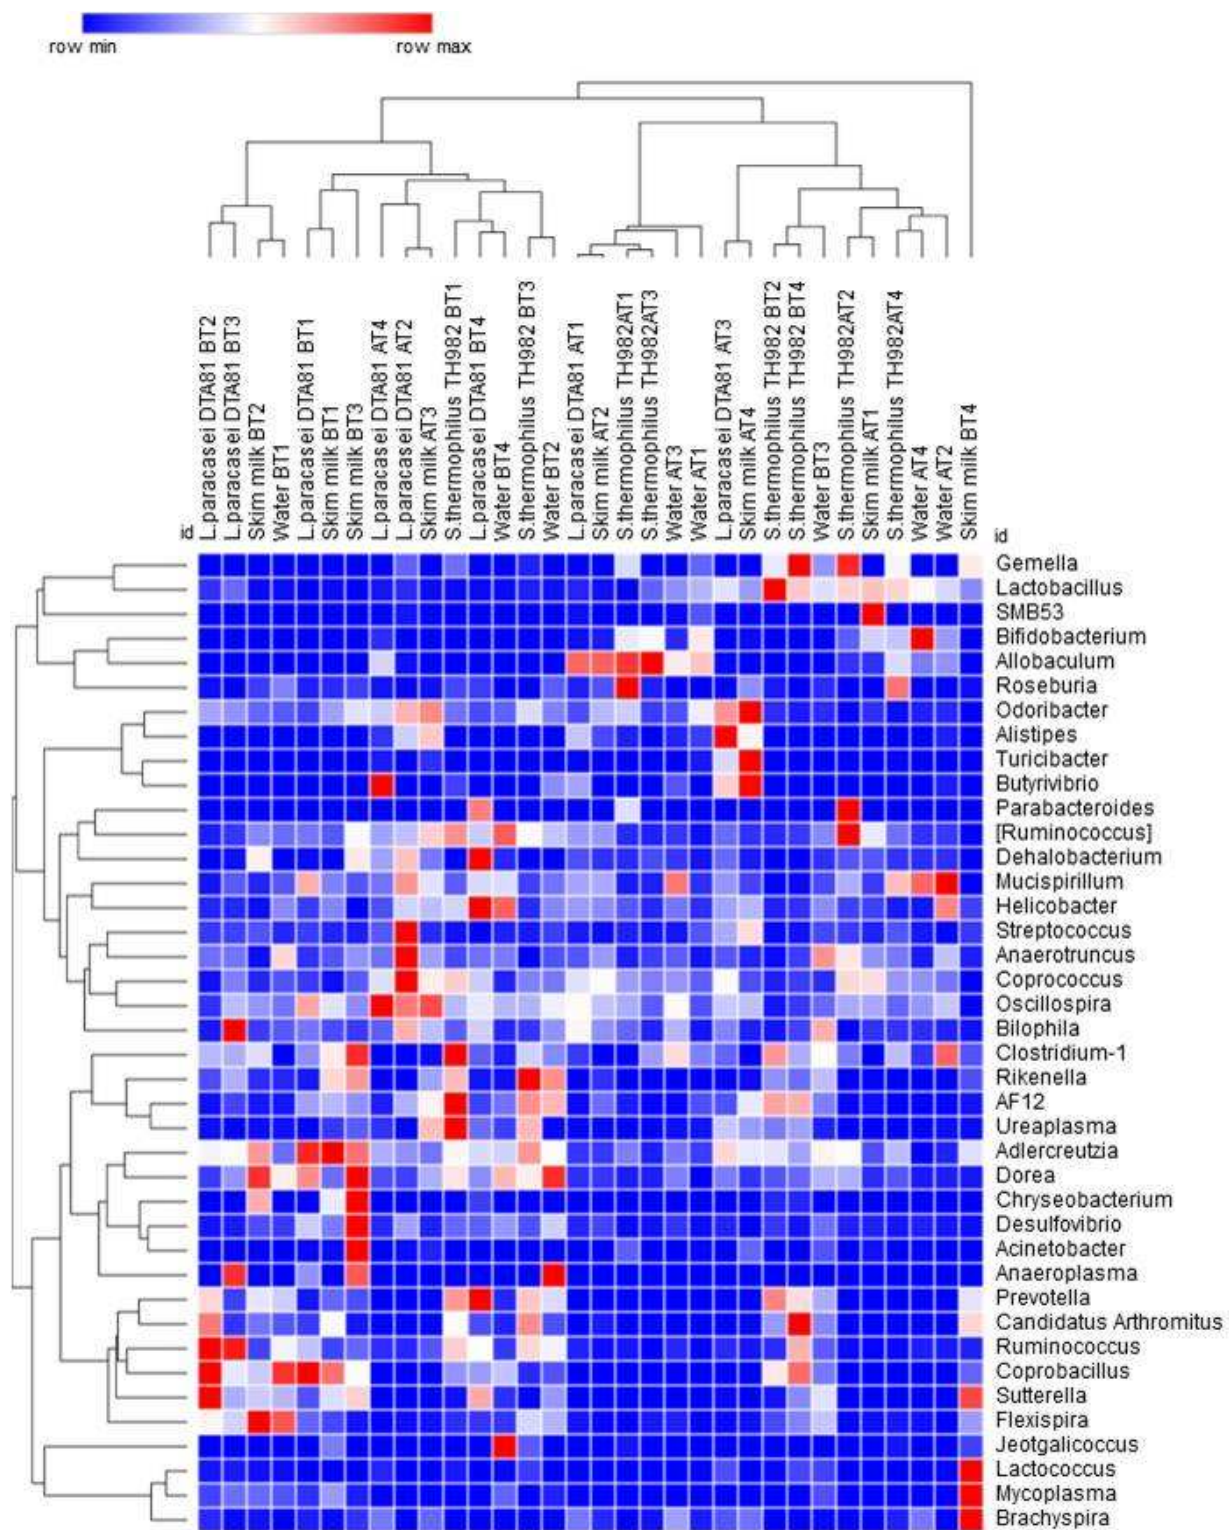 row min
row max
L.paracasei DTA81 BT2
L.paracasei DTA81 BT3
Skim milk BT2
Water BT1
L.paracasei DTA81 BT1
Skim milk BT1
Skim milk BT3
L.paracasei DTA81 AT4
L.paracasei DTA81 AT2
Skim milk AT3
S.thermophilus TH982 BT1
L.paracasei DTA81 BT4
Water BT4
S.thermophilus TH982 BT3
Water BT2
L.paracasei DTA81 AT1
Skim milk AT2
S.thermophilus TH982AT1
S.thermophilus TH982AT3
Water AT3
Water AT1
L.paracasei DTA81 AT3
Skim milk AT4
S.thermophilus TH982 BT2
S.thermophilus TH982 BT4
Water BT3
S.thermophilus TH982AT2
Skim milk AT1
S.thermophilus TH982AT4
Water AT4
Water AT2
Skim milk BT4
id
id
Gemella
Lactobacillus
SMB53
Bifidobacterium
Allobaculum
Roseburia
Odoribacter
Alistipes
Turicibacter
Butyrivibrio
Parabacteroides
[Ruminococcus]
Dehalobacterium
Mucispirillum
Helicobacter
Streptococcus
Anaerotruncus
Coprococcus
Oscillospira
Bilophila
Clostridium-1
Rikenella
AF12
Ureaplasma
Adlercreutzia
Dorea
Chryseobacterium
Desulfovibrio
Acinetobacter
Anaeroplasma
Prevotella
Candidatus Arthromitus
Ruminococcus
Coprobacillus
Sutterella
Flexispira
Jeotgalicoccus
Lactococcus
Mycoplasma
Brachyspira